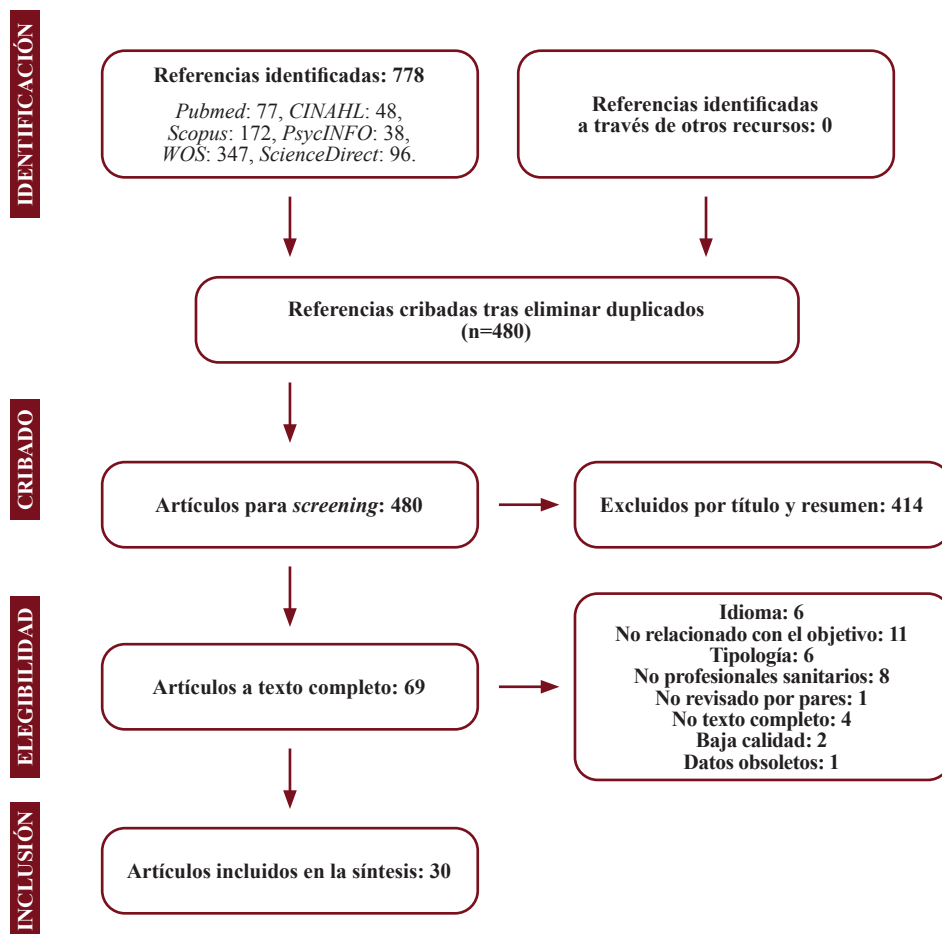 IDENTIFICACIÓN
Referencias identificadas: 778
Pubmed: 77, CINAHL: 48,
Scopus: 172, PsycINFO: 38,
WOS: 347, ScienceDirect: 96.
Referencias identificadas
a través de otros recursos: 0
Referencias cribadas tras eliminar duplicados
(n=480)
CRIBADO
Artículos para screening: 480
Excluidos por título y resumen: 414
ELEGIBILIDAD
Artículos a texto completo: 69
Idioma: 6
No relacionado con el objetivo: 11
Tipología: 6
No profesionales sanitarios: 8
No revisado por pares: 1
No texto completo: 4
Baja calidad: 2
Datos obsoletos: 1
INCLUSIÓN
Artículos incluidos en la síntesis: 30